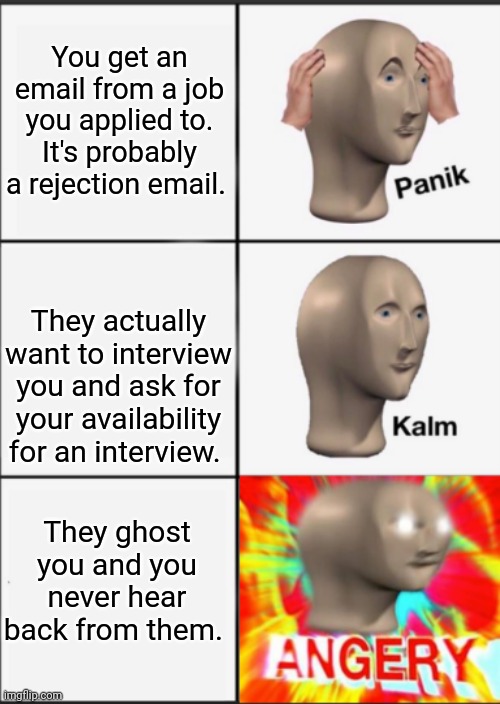 You get an
email from a job
you applied to.
It's probably
a rejection email.
Panik
They actually
want to interview
you and ask for
your availability
for an interview.
Kalm
They ghost
you and you
never hear
back from them.
ANGERY
imgflip.com